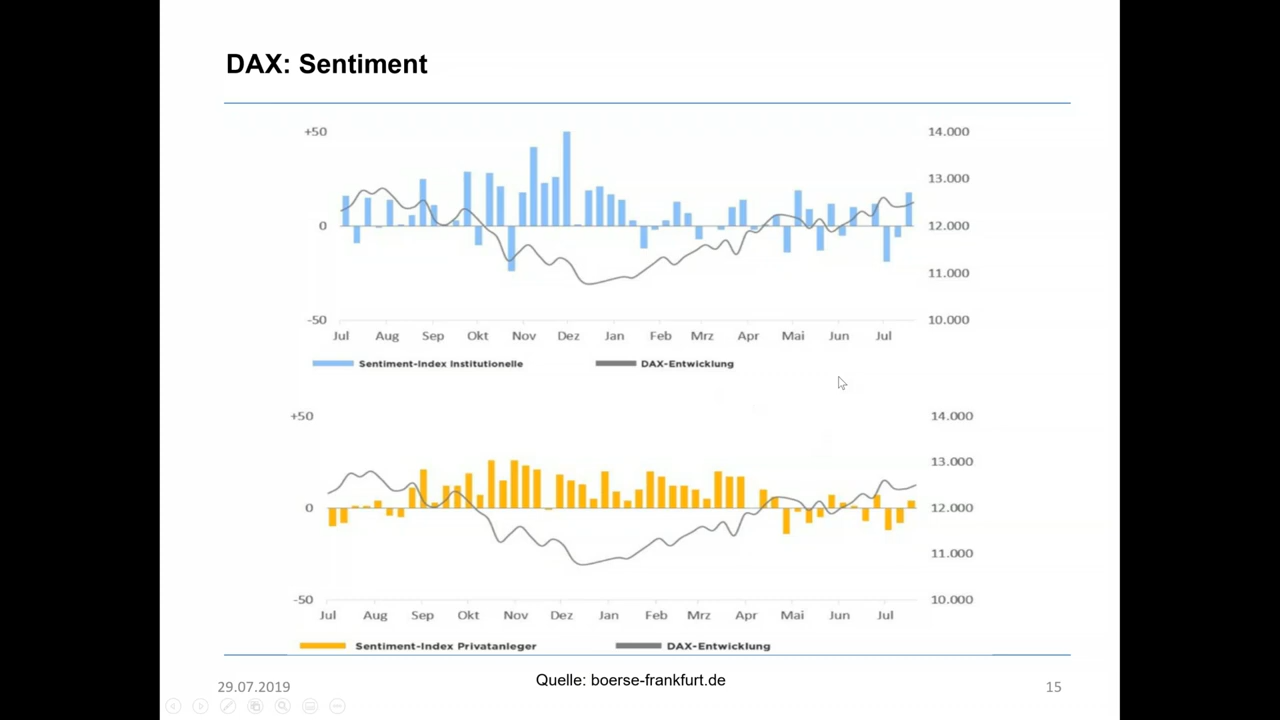 DAX: Sentiment
+50
14.000
13.000
0
12.000
11.000
-50
10.000
Jul Aug Sep Okt Nov Dez Jan Feb Mrz Apr Mai Jun Jul
Sentiment-Index Institutionelle DAX-Entwicklung
+50
14.000
13.000
0
12.000
11.000
-50
10.000
Jul Aug Sep Okt Nov Dez Jan Feb Mrz Apr Mai Jun Jul
Sentiment-Index Privatanleger DAX-Entwicklung
29.07.2019 Quelle: boerse-frankfurt.de 15